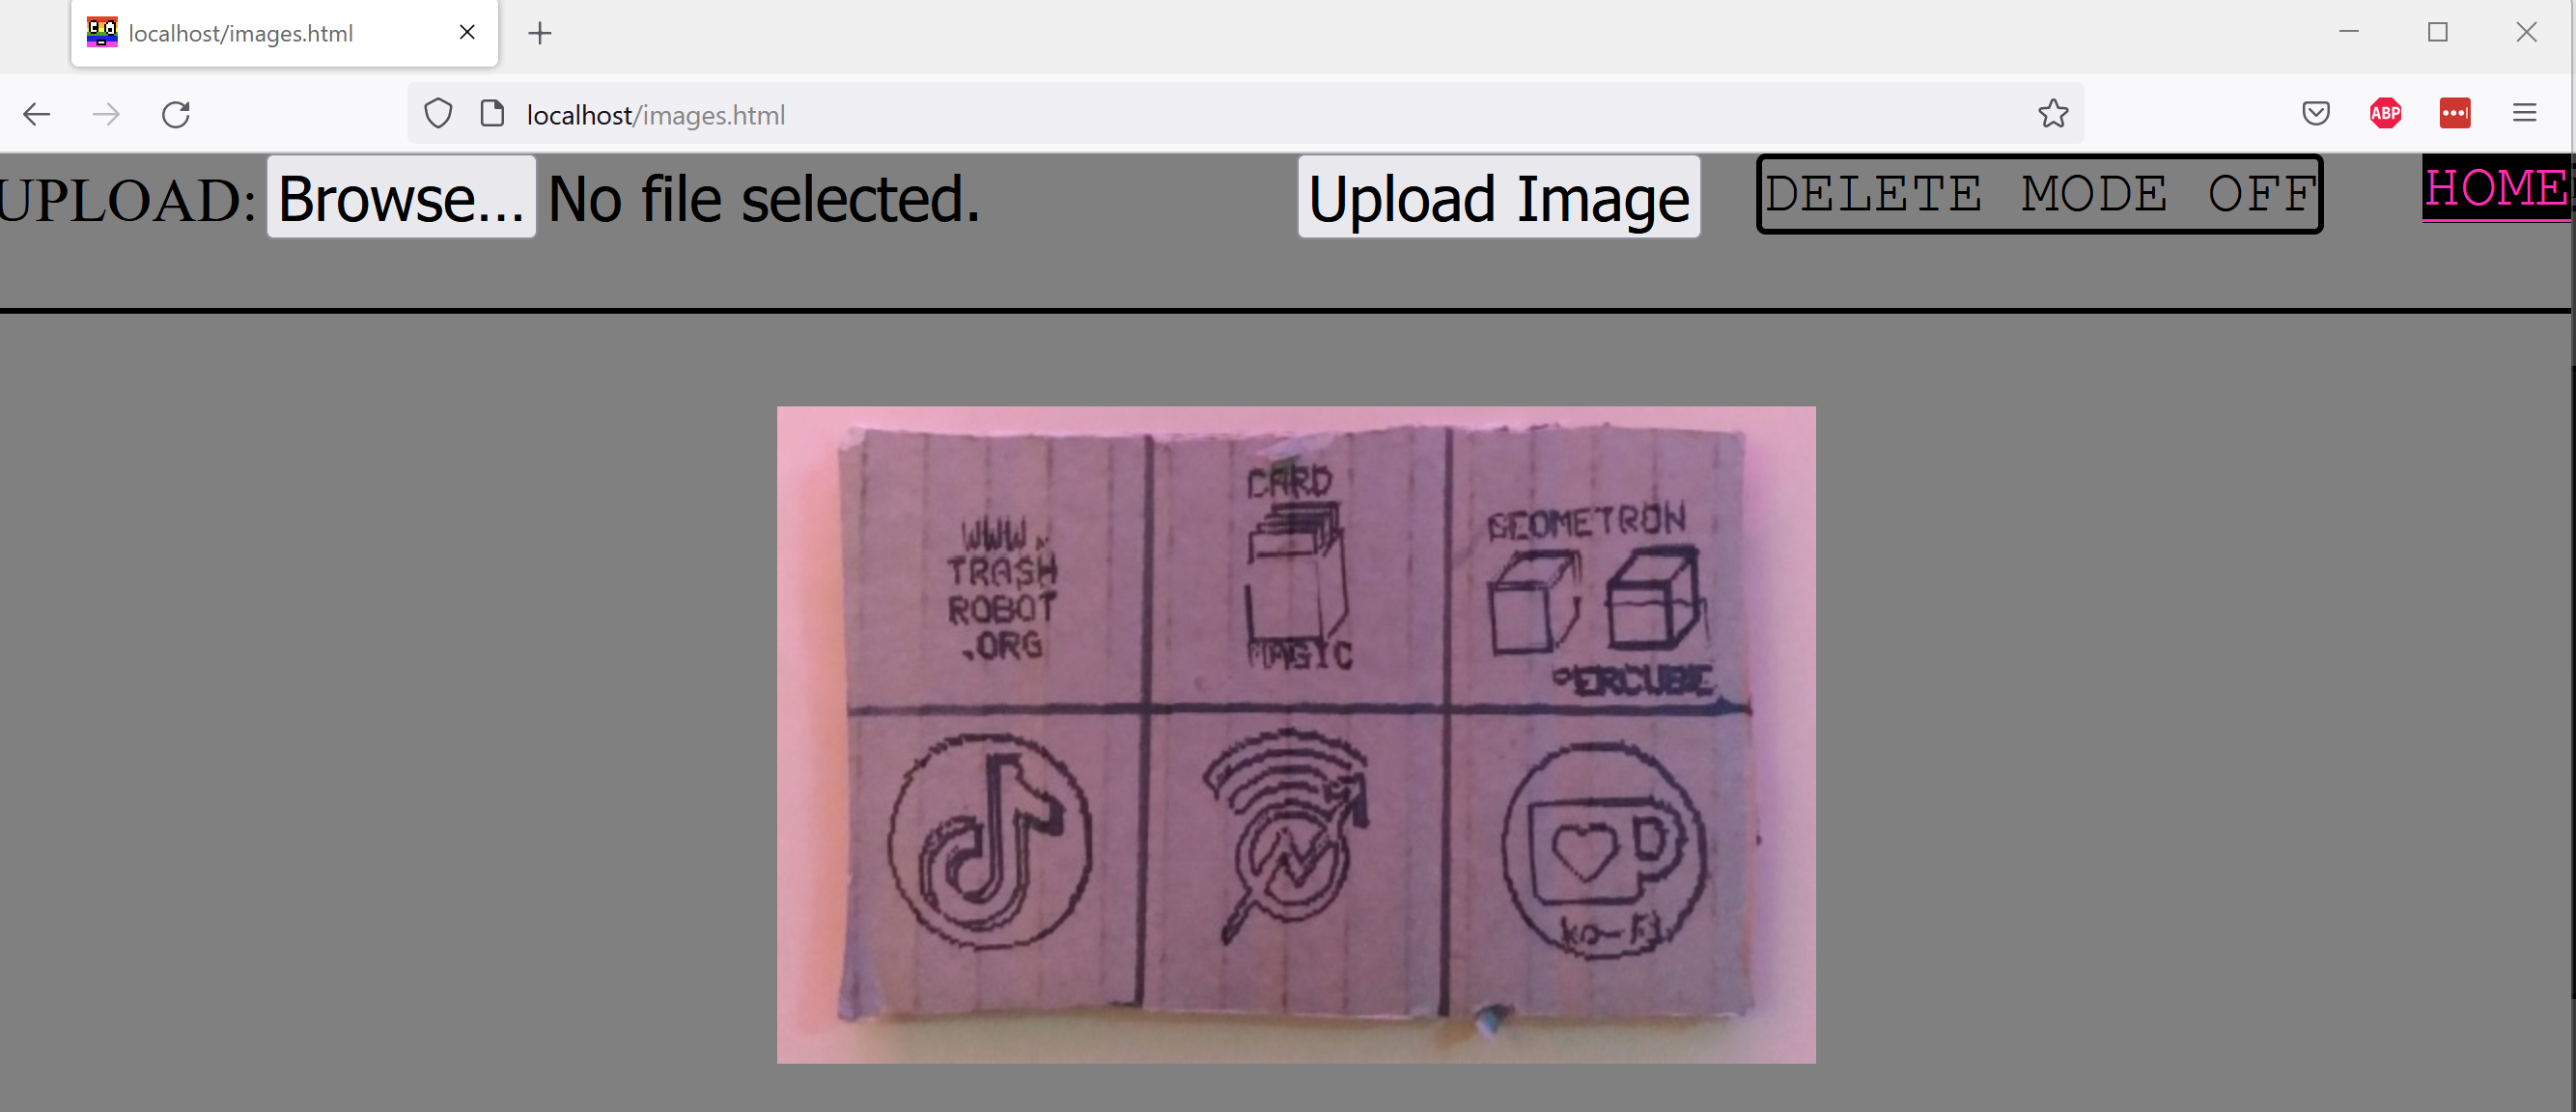 localhost/images.html
localhost/images.html
ABP
UPLOAD: Browse... No file selected. Upload Image DELETE MODE OFF HOME
WWW.
TRASH
ROBOT
.ORG
CARD
MAGIC
GEOMETRON
ko-fi